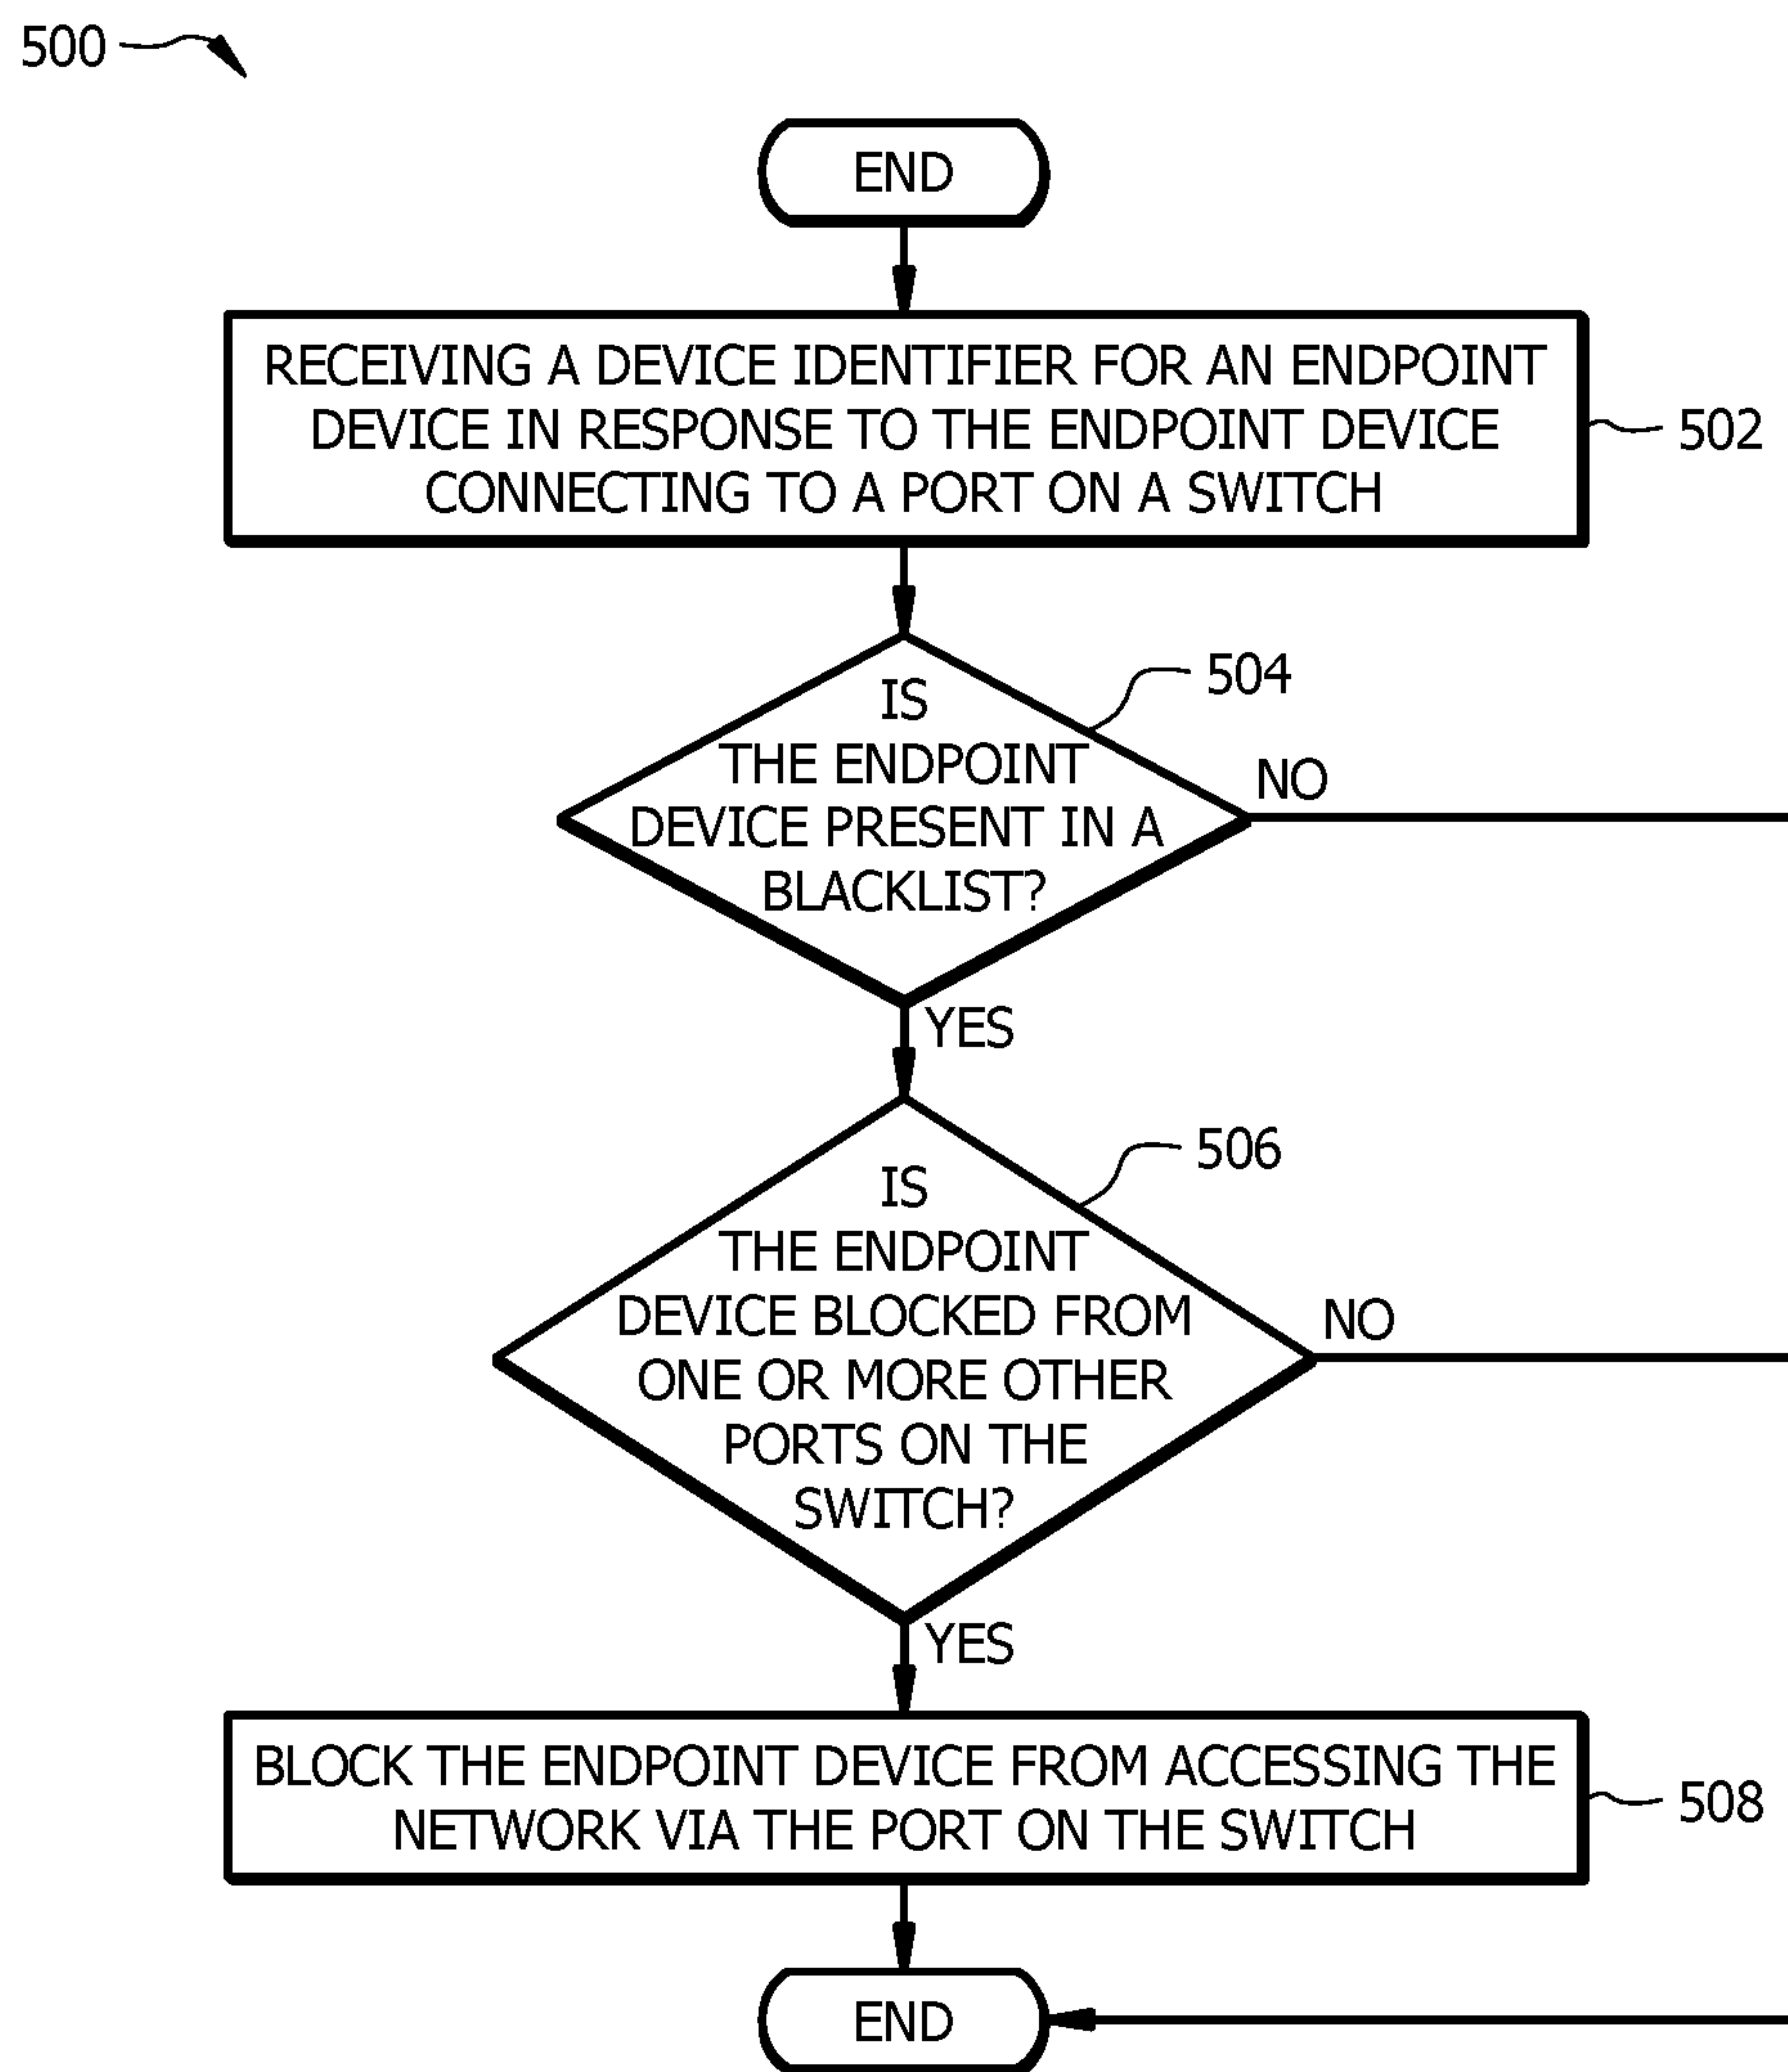 500
END
RECEIVING A DEVICE IDENTIFIER FOR AN ENDPOINT
DEVICE IN RESPONSE TO THE ENDPOINT DEVICE
CONNECTING TO A PORT ON A SWITCH
502
504
IS
THE ENDPOINT
DEVICE PRESENT IN A
BLACKLIST?
NO
YES
506
IS
THE ENDPOINT
DEVICE BLOCKED FROM
ONE OR MORE OTHER
PORTS ON THE
SWITCH?
NO
YES
BLOCK THE ENDPOINT DEVICE FROM ACCESSING THE
NETWORK VIA THE PORT ON THE SWITCH
508
END